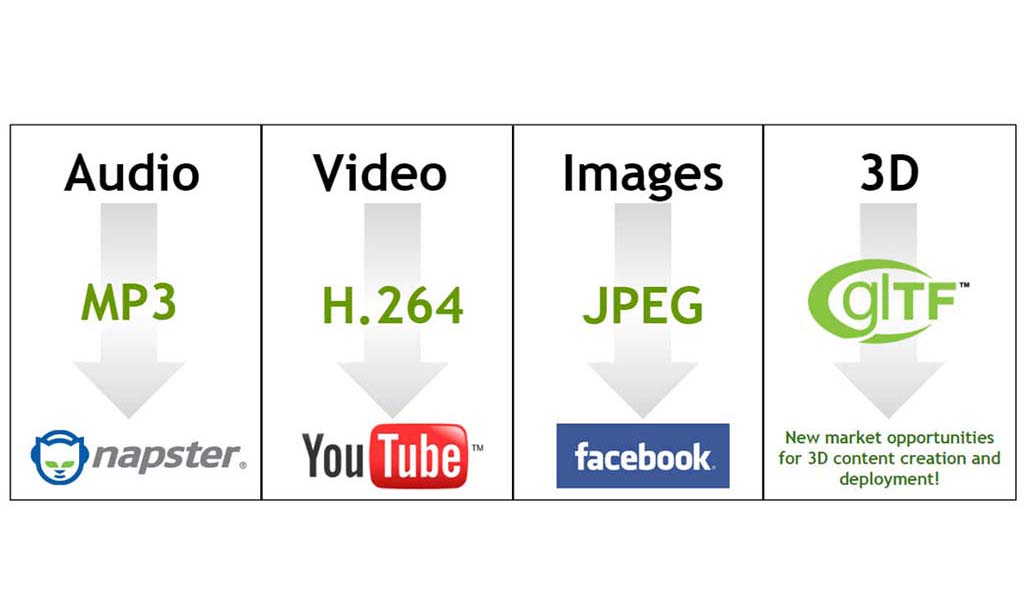 Audio
MP3
napster.®
Video
H.264
YouTube™
Images
JPEG
facebook®
3D
glTF™
New market opportunities
for 3D content creation and
deployment!